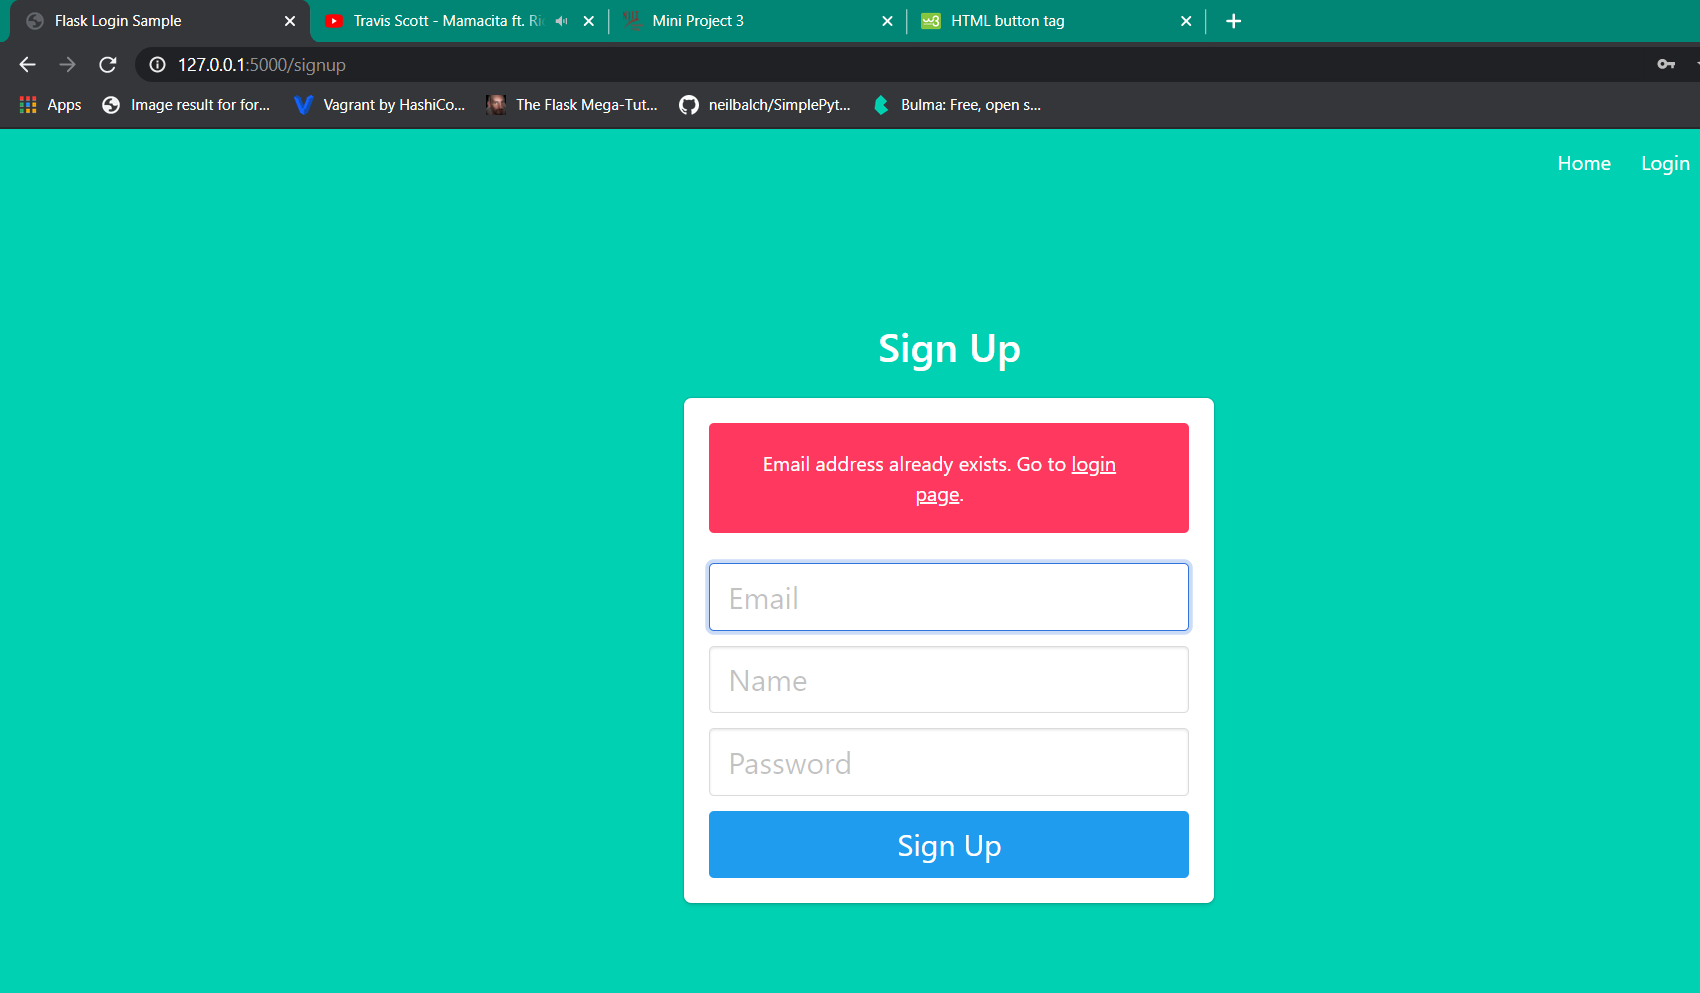 Flask Login Sample
Travis Scott - Mamacita ft. Ric
Mini Project 3
HTML button tag
127.0.0.1:5000/signup
Apps
Image result for for...
Vagrant by HashiCo...
The Flask Mega-Tut...
neilbalch/SimplePyt...
Bulma: Free, open s...
Home
Login
Sign Up
Email address already exists. Go to login
page.
Email
Name
Password
Sign Up